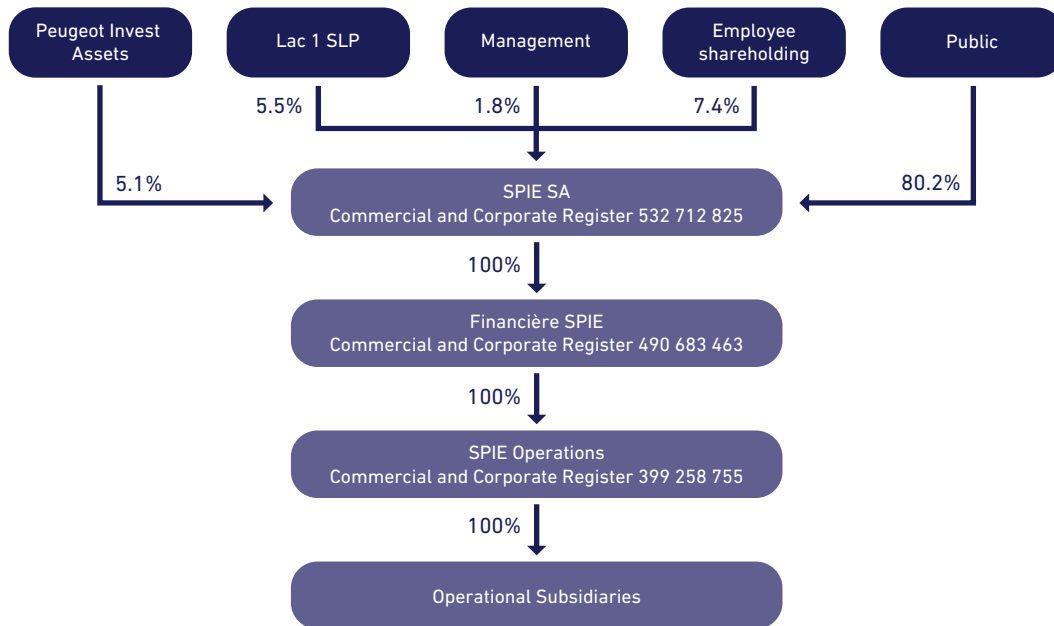 Peugeot Invest
Assets
Lac 1 SLP
Management
Employee
shareholding
Public
5.5%
1.8%
7.4%
5.1%
80.2%
SPIE SA
Commercial and Corporate Register 532 712 825
100%
Financière SPIE
Commercial and Corporate Register 490 683 463
100%
SPIE Operations
Commercial and Corporate Register 399 258 755
100%
Operational Subsidiaries